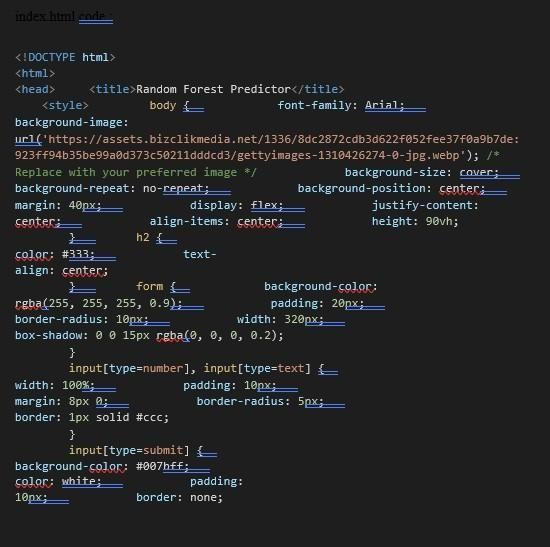 index.html code :
<!DOCTYPE html>
<html>
<head> <title>Random Forest Predictor</title>
<style> body { font-family: Arial;
background-image:
url('https://assets.bizclikmedia.net/1336/8dc2872cdb3d622f052fee37f0a9b7de:
923ff94b35be99a0d373c50211dddcd3/gettyimages-1310426274-0-jpg.webp'); /*
Replace with your preferred image */ background-size: cover;
background-repeat: no-repeat; background-position: center;
margin: 40px; display: flex; justify-content:
center; align-items: center; height: 90vh;
} h2 {
color: #333; text-
align: center;
} form { background-color:
rgba(255, 255, 255, 0.9); padding: 20px;
border-radius: 10px; width: 320px;
box-shadow: 0 0 15px rgba(0, 0, 0, 0.2);
}
input[type=number], input[type=text] {
width: 100%; padding: 10px;
margin: 8px 0; border-radius: 5px;
border: 1px solid #ccc;
}
input[type=submit] {
background-color: #007bff;
color: white; padding:
10px; border: none;